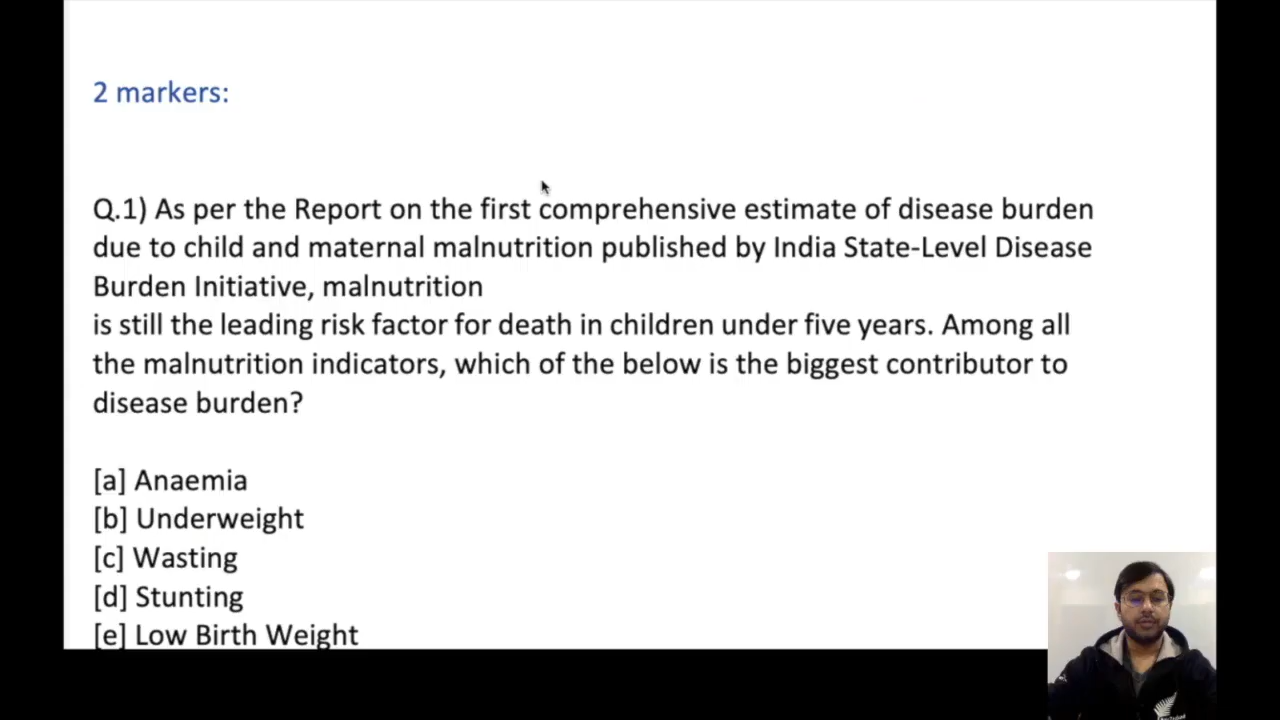 2 markers:
Q.1) As per the Report on the first comprehensive estimate of disease burden
due to child and maternal malnutrition published by India State-Level Disease
Burden Initiative, malnutrition
is still the leading risk factor for death in children under five years. Among all
the malnutrition indicators, which of the below is the biggest contributor to
disease burden?
[a] Anaemia
[b] Underweight
[c] Wasting
[d] Stunting
[e] Low Birth Weight